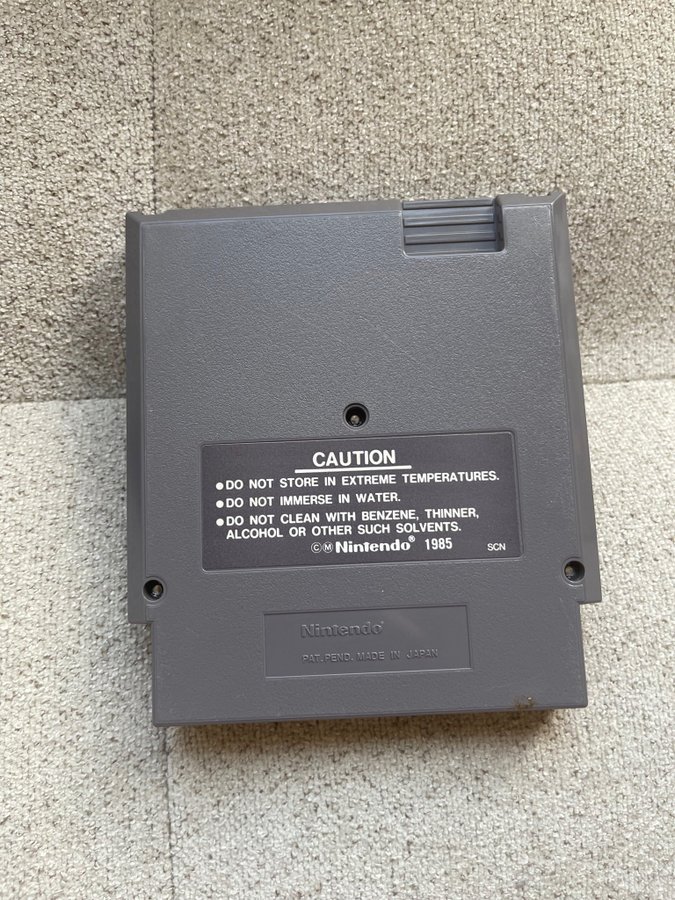 CAUTION
●DO NOT STORE IN EXTREME TEMPERATURES.
●DO NOT IMMERSE IN WATER.
●DO NOT CLEAN WITH BENZENE, THINNER,
ALCOHOL OR OTHER SUCH SOLVENTS.
ⒸⓂNintendo® 1985 SCN
Nintendo®
PAT. PEND. MADE IN JAPAN